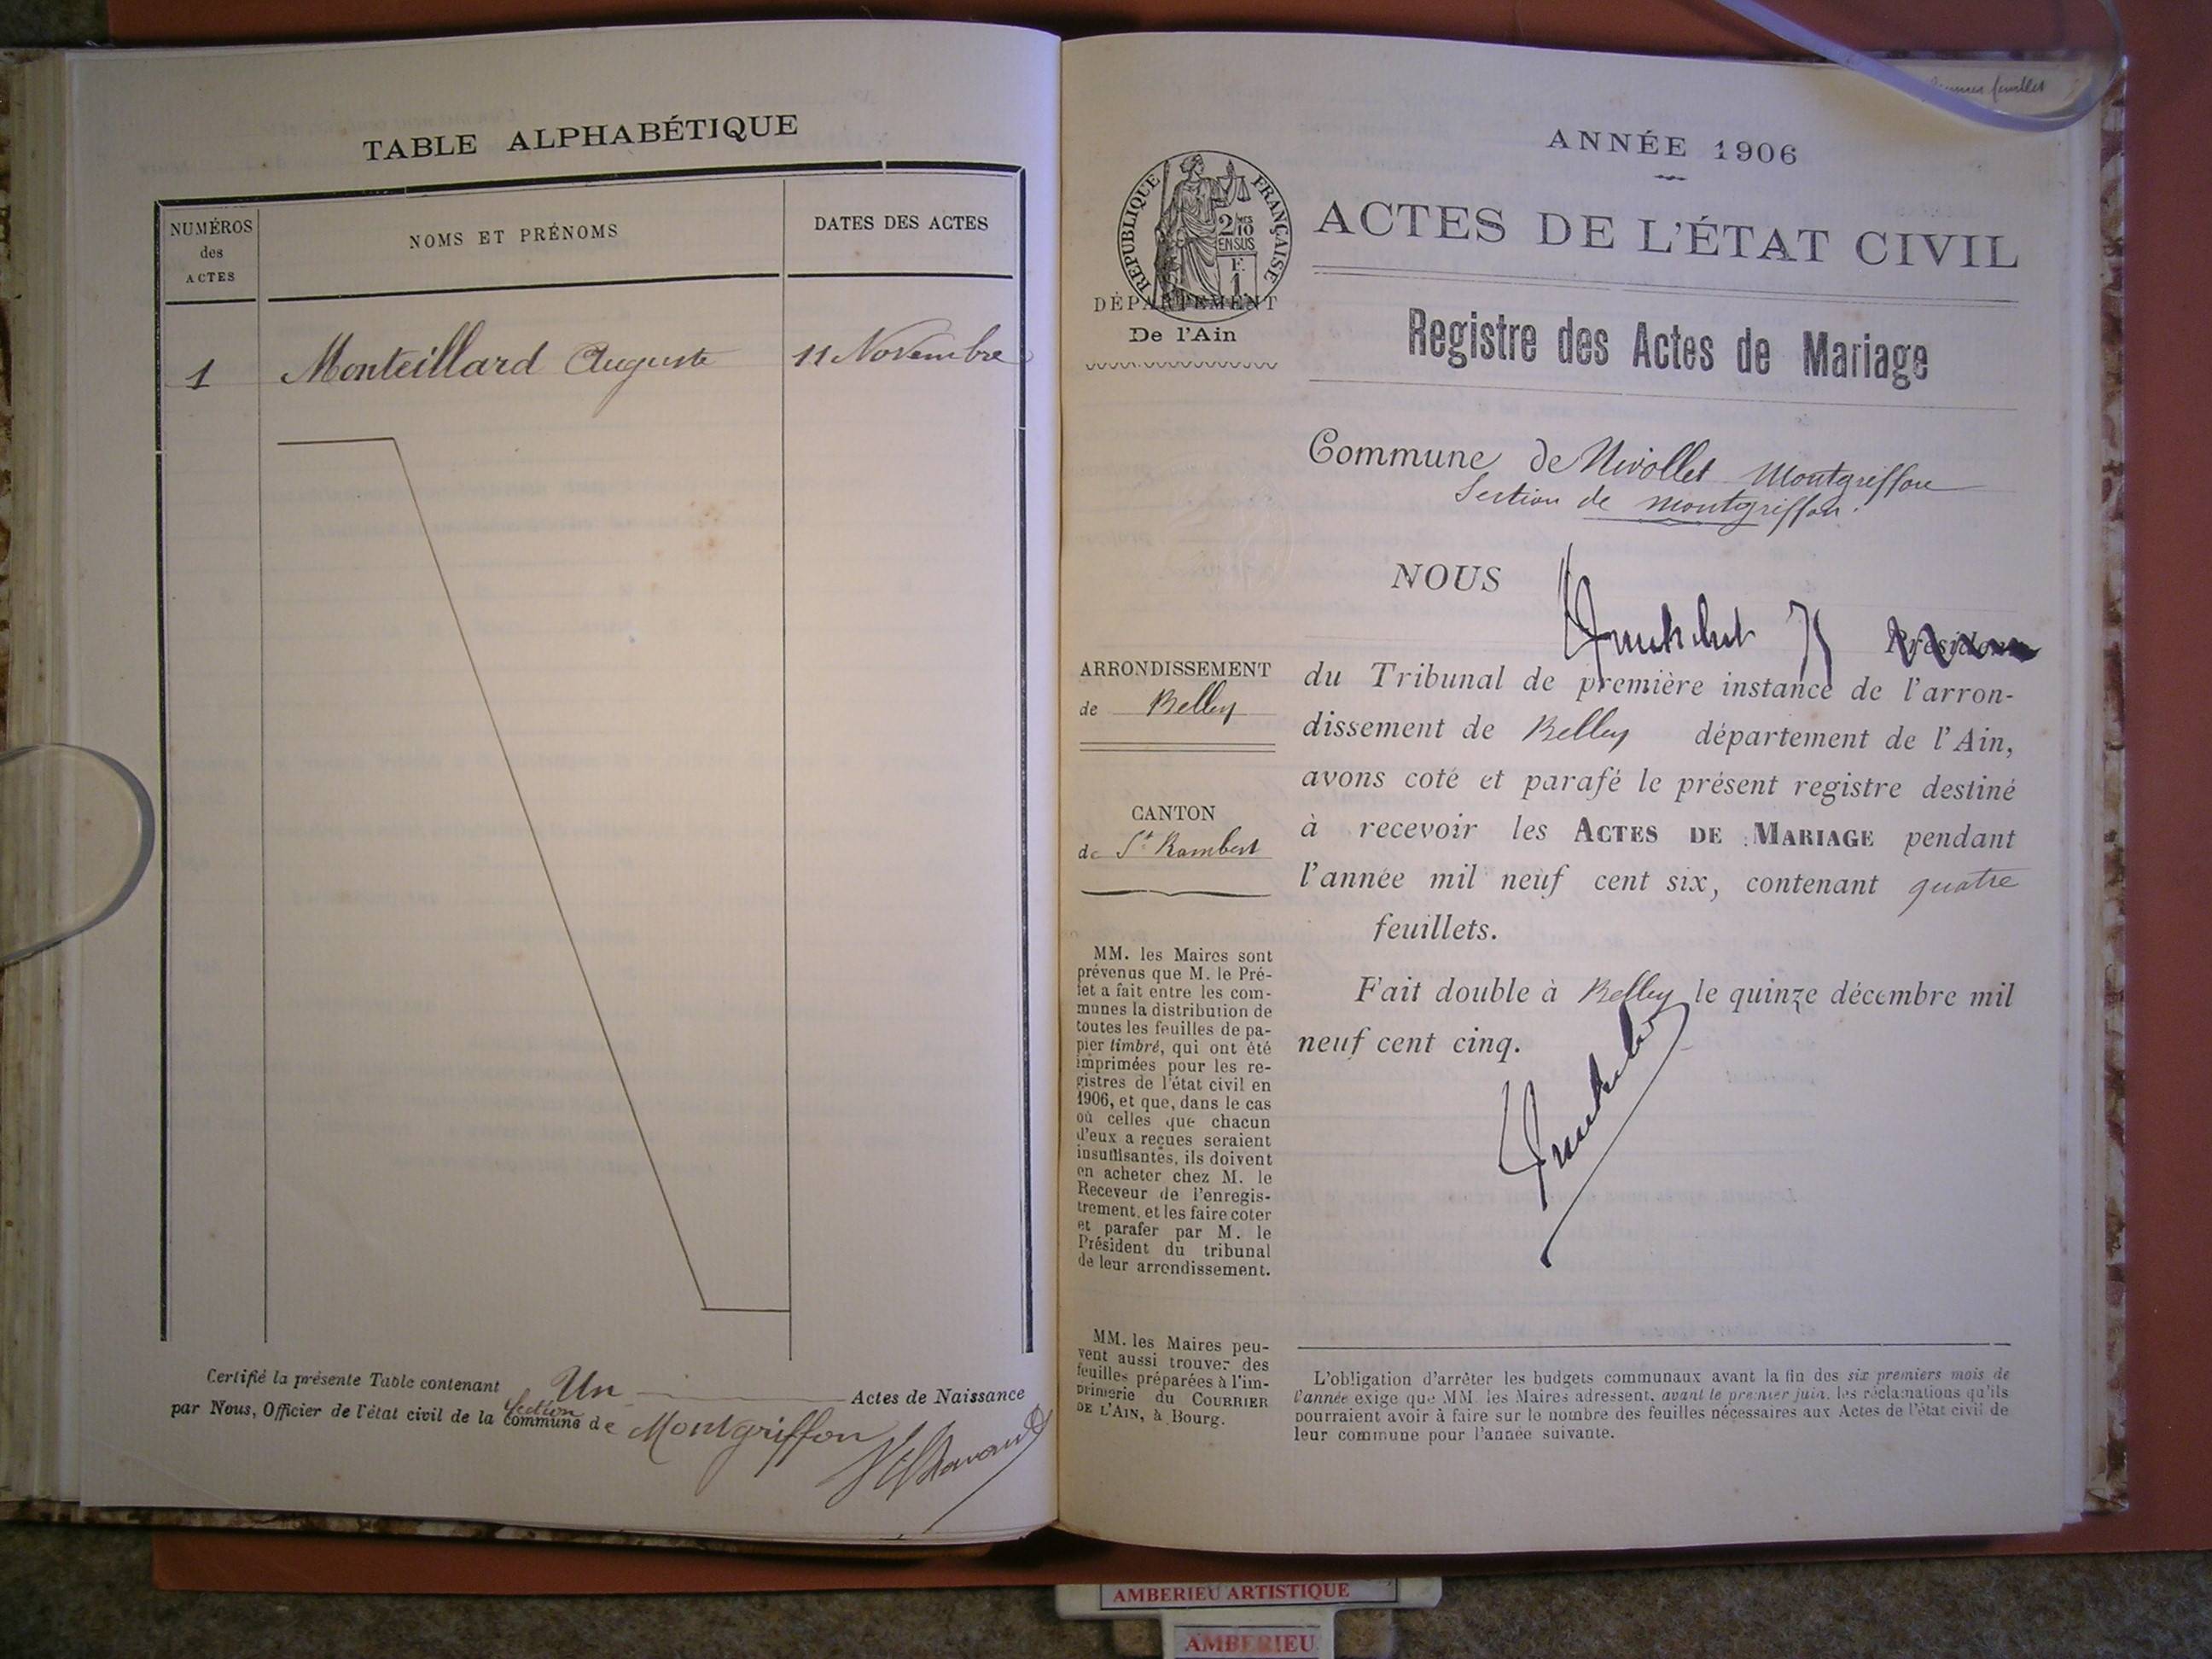 TABLE ALPHABÉTIQUE
NUMÉROS
des
ACTES
NOMS ET PRÉNOMS
DATES DES ACTES
1 Monteillard Auguste 11 Novembre
Certifié la présente Table contenant Un Actes de Naissance
section
par Nous, Officier de l'état civil de la commune de Montgriffon
feuillet
ANNÉE 1906
RÉPUBLIQUE FRANÇAISE
2/10
EN SUS
F.
1
DÉPARTEMENT
De l'Ain
ACTES DE L'ÉTAT CIVIL
Registre des Actes de Mariage
Commune de Nivollet Montgriffon
Section de Montgriffon.
ARRONDISSEMENT
de Belley
CANTON
de St Rambert
MM. les Maires sont
prévenus que M. le Pré-
fet a fait entre les com-
munes la distribution de
toutes les feuilles de pa-
pier timbré, qui ont été
imprimées pour les re-
gistres de l'état civil en
1906, et que, dans le cas
où celles que chacun
d'eux a reçues seraient
insuffisantes, ils doivent
en acheter chez M. le
Receveur de l'enregis-
trement, et les faire coter
et parafer par M. le
Président du tribunal
de leur arrondissement.
MM. les Maires peu-
vent aussi trouver des
feuilles préparées à l'im-
primerie du COURRIER
DE L'AIN, à Bourg.
NOUS
Président
du Tribunal de première instance de l'arron-
dissement de Belley département de l'Ain,
avons coté et parafé le présent registre destiné
à recevoir les ACTES DE MARIAGE pendant
l'année mil neuf cent six, contenant quatre
feuillets.
Fait double à Belley le quinze décembre mil
neuf cent cinq.
L'obligation d'arrêter les budgets communaux avant la fin des six premiers mois de
l'année exige que MM. les Maires adressent, avant le premier juin, les réclamations qu'ils
pourraient avoir à faire sur le nombre des feuilles nécessaires aux Actes de l'état civil de
leur commune pour l'année suivante.
AMBERIEU ARTISTIQUE
AMBERIEU